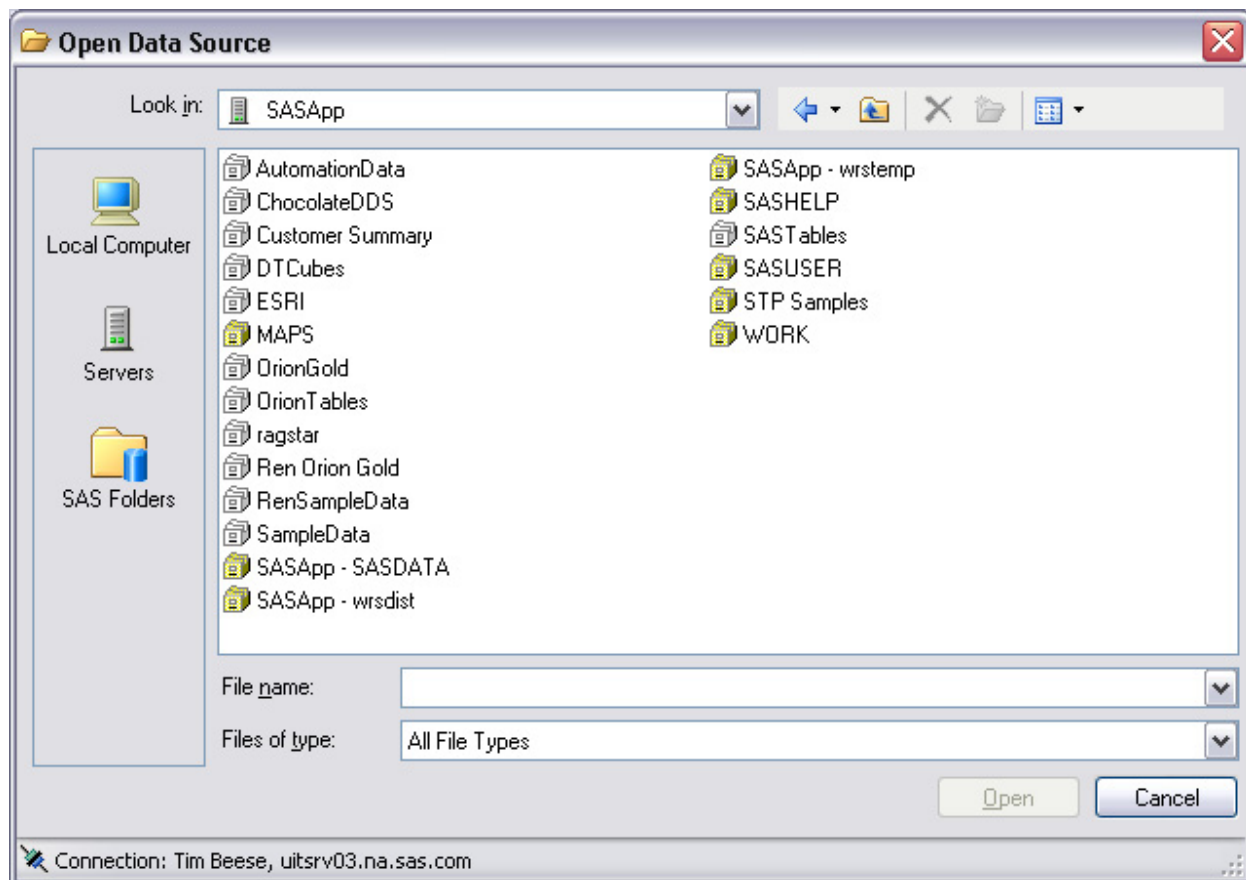 Open Data Source
Look in:
SASApp
Local Computer
Servers
SAS Folders
AutomationData
ChocolateDDS
Customer Summary
DTCubes
ESRI
MAPS
OrionGold
OrionTables
ragstar
Ren Orion Gold
RenSampleData
SampleData
SASApp - SASDATA
SASApp - wrsdist
SASApp - wrstemp
SASHELP
SASTables
SASUSER
STP Samples
WORK
File name:
Files of type:
All File Types
Open
Cancel
Connection: Tim Beese, uitsrv03.na.sas.com